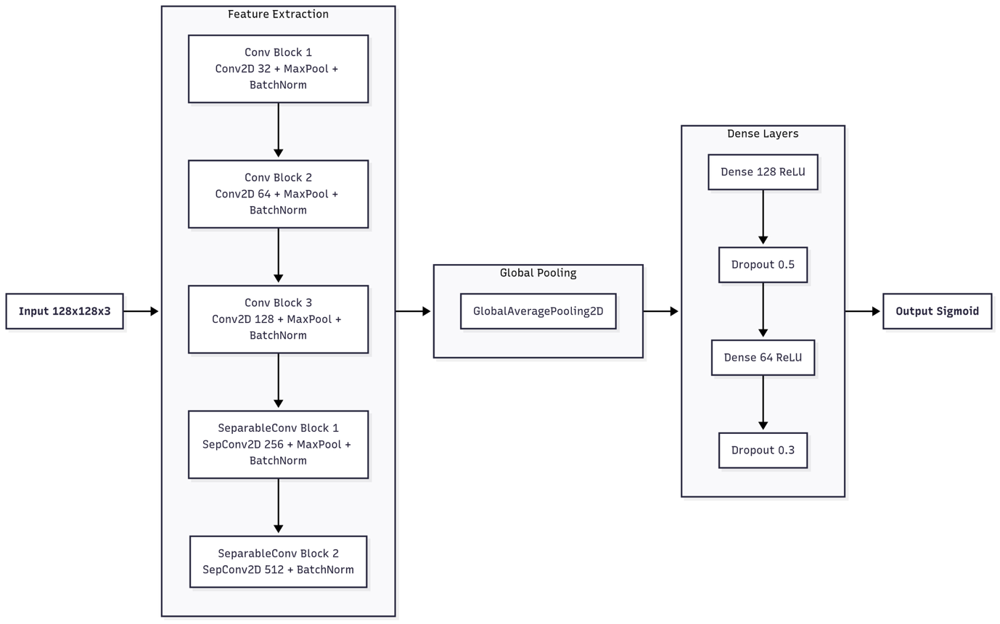 Input 128x128x3
Feature Extraction
Conv Block 1
Conv2D 32 + MaxPool +
BatchNorm
Conv Block 2
Conv2D 64 + MaxPool +
BatchNorm
Conv Block 3
Conv2D 128 + MaxPool +
BatchNorm
SeparableConv Block 1
SepConv2D 256 + MaxPool +
BatchNorm
SeparableConv Block 2
SepConv2D 512 + BatchNorm
Global Pooling
GlobalAveragePooling2D
Dense Layers
Dense 128 ReLU
Dropout 0.5
Dense 64 ReLU
Dropout 0.3
Output Sigmoid